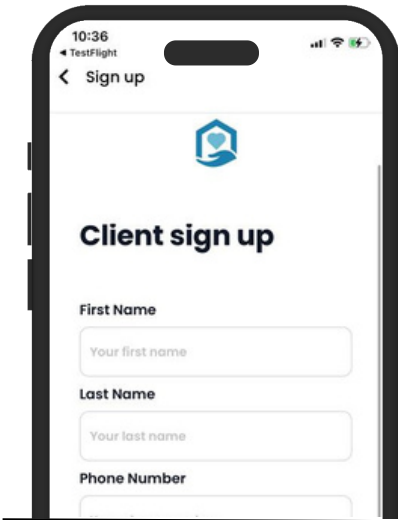 10:36
◀ TestFlight
Sign up
Client sign up
First Name
Your first name
Last Name
Your last name
Phone Number